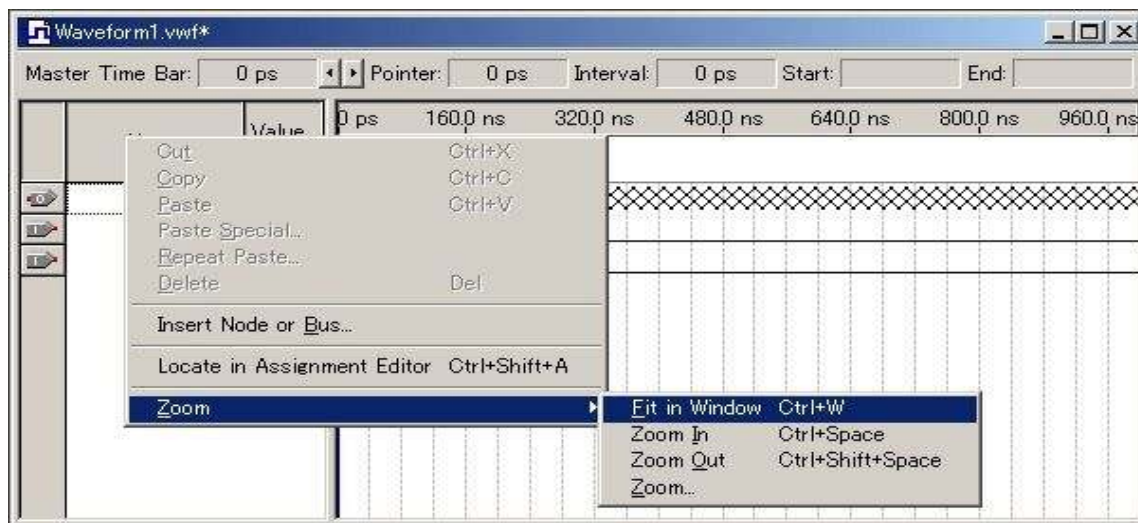 Waveform1.vwf*
Master Time Bar: 0 ps Pointer: 0 ps Interval: 0 ps Start: End:
Value
0 ps 160.0 ns 320.0 ns 480.0 ns 640.0 ns 800.0 ns 960.0 ns
Cut Ctrl+X
Copy Ctrl+C
Paste Ctrl+V
Paste Special...
Repeat Paste...
Delete Del
Insert Node or Bus...
Locate in Assignment Editor Ctrl+Shift+A
Zoom
Fit in Window Ctrl+W
Zoom In Ctrl+Space
Zoom Out Ctrl+Shift+Space
Zoom...